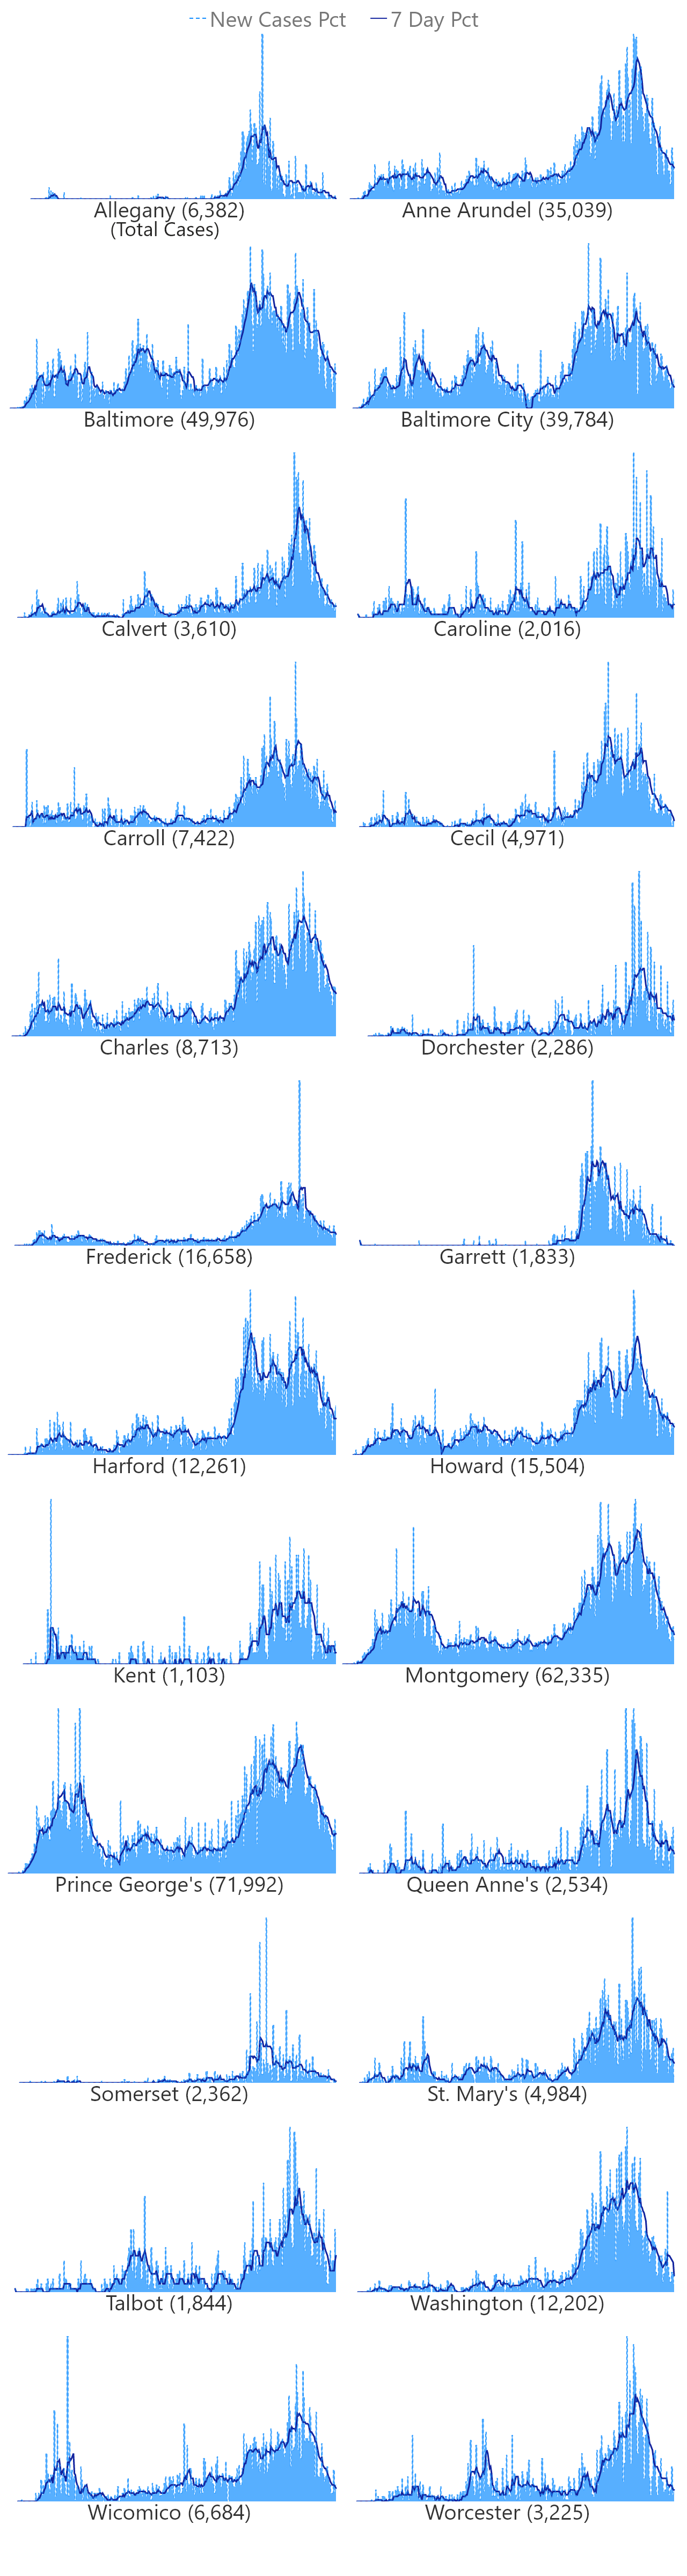 New Cases Pct 7 Day Pct
Allegany (6,382) Anne Arundel (35,039)
(Total Cases)
Baltimore (49,976) Baltimore City (39,784)
Calvert (3,610) Caroline (2,016)
Carroll (7,422) Cecil (4,971)
Charles (8,713) Dorchester (2,286)
Frederick (16,658) Garrett (1,833)
Harford (12,261) Howard (15,504)
Kent (1,103) Montgomery (62,335)
Prince George's (71,992) Queen Anne's (2,534)
Somerset (2,362) St. Mary's (4,984)
Talbot (1,844) Washington (12,202)
Wicomico (6,684) Worcester (3,225)